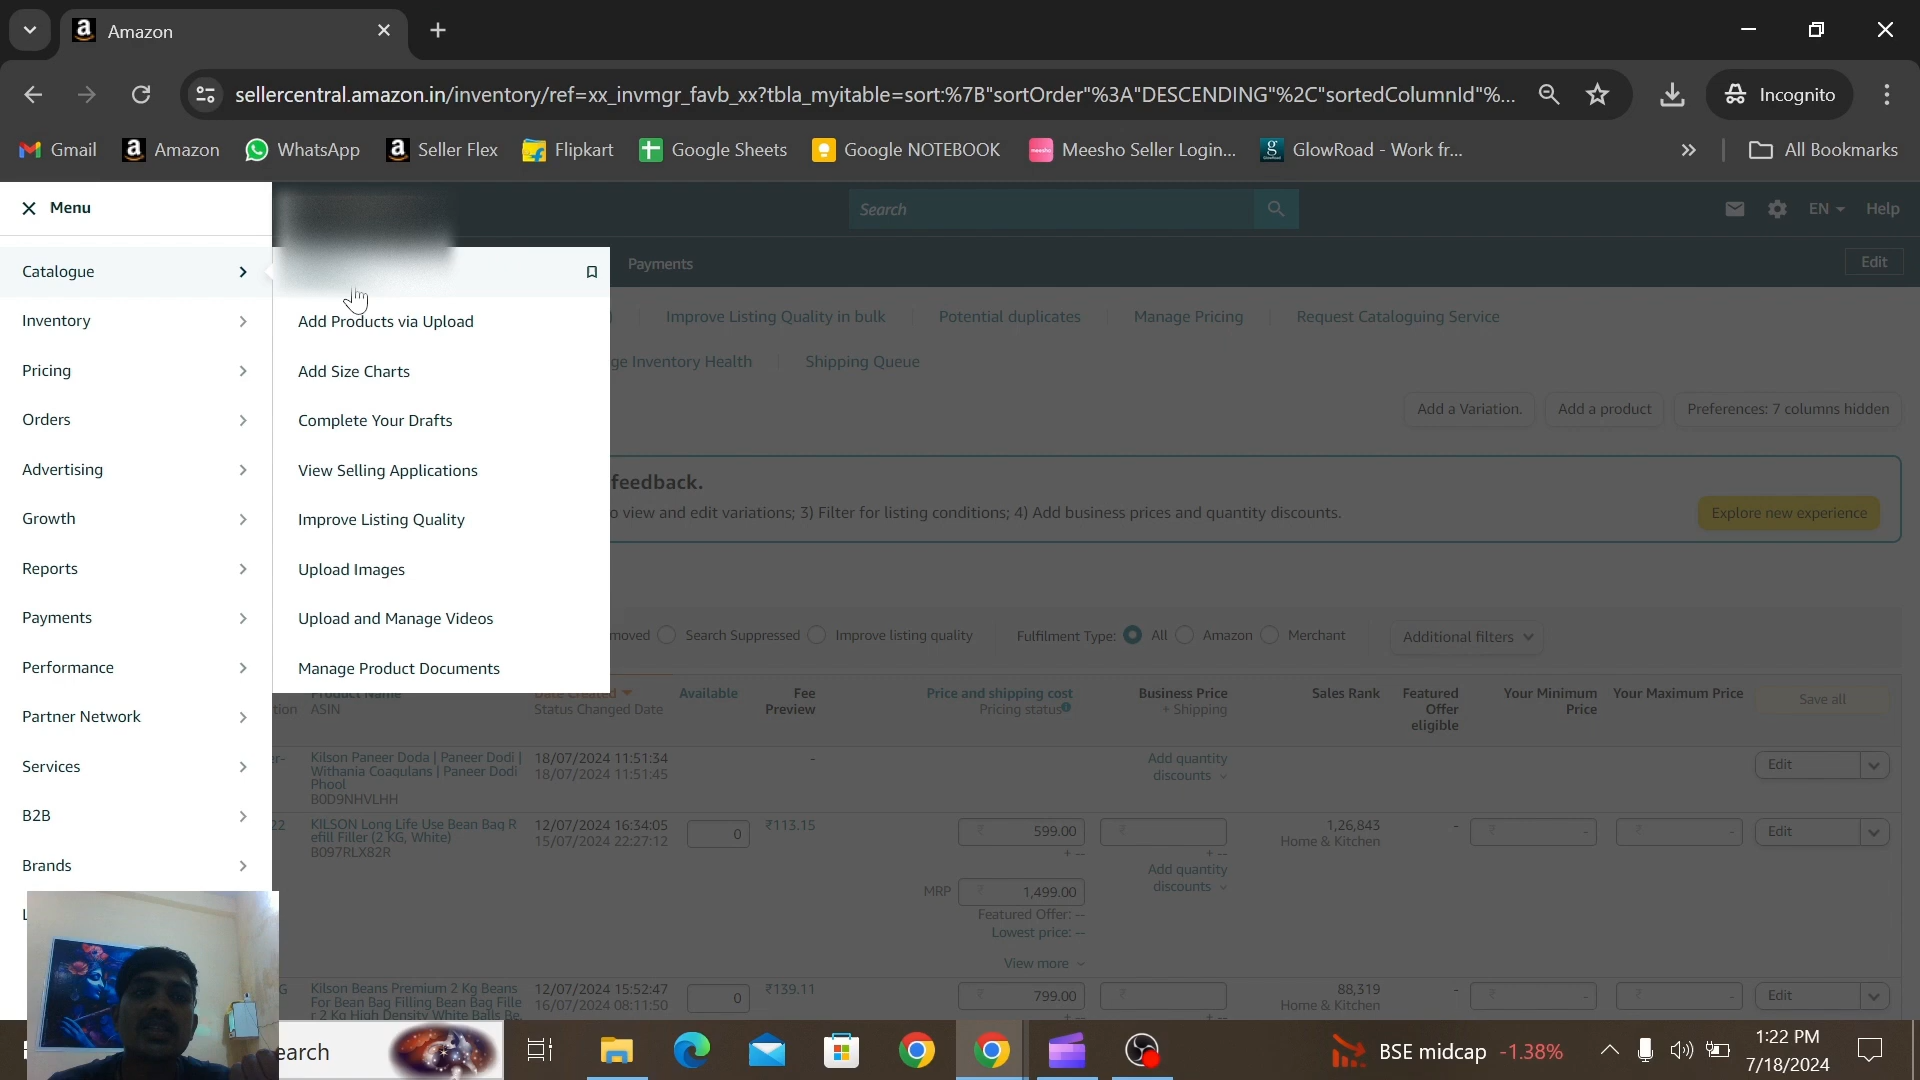 Amazon
sellercentral.amazon.in/inventory/ref=xx_invmgr_favb_xx?tbla_myitable=sort:%7B"sortOrder"%3A"DESCENDING"%2C"sortedColumnId"%...
Incognito
Gmail Amazon WhatsApp Seller Flex Flipkart Google Sheets Google NOTEBOOK Meesho Seller Login... GlowRoad - Work fr... » All Bookmarks
Menu
Search
EN
Help
Catalogue
Payments
Edit
Inventory
Add Products via Upload
Improve Listing Quality in bulk
Potential duplicates
Manage Pricing
Request Cataloguing Service
Pricing
Add Size Charts
ge Inventory Health
Shipping Queue
Orders
Complete Your Drafts
Add a Variation.
Add a product
Preferences: 7 columns hidden
Advertising
View Selling Applications
feedback.
o view and edit variations; 3) Filter for listing conditions; 4) Add business prices and quantity discounts.
Explore new experience
Growth
Improve Listing Quality
Reports
Upload Images
Payments
Upload and Manage Videos
moved Search Suppressed Improve listing quality Fulfilment Type: All Amazon Merchant Additional filters
Performance
Manage Product Documents
Partner Network
Services
B2B
Brands
tion
Product Name
ASIN
Date Created
Status Changed Date
Available
Fee
Preview
Price and shipping cost
Pricing status
Business Price
+ Shipping
Sales Rank
Featured
Offer
eligible
Your Minimum
Price
Your Maximum Price
Save all
er-
Kilson Paneer Doda | Paneer Dodi |
Withania Coagulans | Paneer Dodi
Phool
B0D9NHVLHH
18/07/2024 11:51:34
18/07/2024 11:51:45
-
Add quantity
discounts
Edit
22
KILSON Long Life Use Bean Bag R
efill Filler (2 KG, White)
B097RLX82R
12/07/2024 16:34:05
15/07/2024 22:27:12
0
₹113.15
₹ 599.00
+ --
MRP ₹ 1,499.00
Featured Offer: --
Lowest price: --
View more
₹
+ --
Add quantity
discounts
1,26,843
Home & Kitchen
-
₹ -
₹ -
Edit
G
Kilson Beans Premium 2 Kg Beans
For Bean Bag Filling Bean Bag Fille
r 2 Kg High Density White Balls Be.
12/07/2024 15:52:47
16/07/2024 08:11:50
0
₹139.11
₹ 799.00
+ --
₹
+ --
88,319
Home & Kitchen
-
₹ -
₹ -
Edit
earch
BSE midcap -1.38%
1:22 PM
7/18/2024